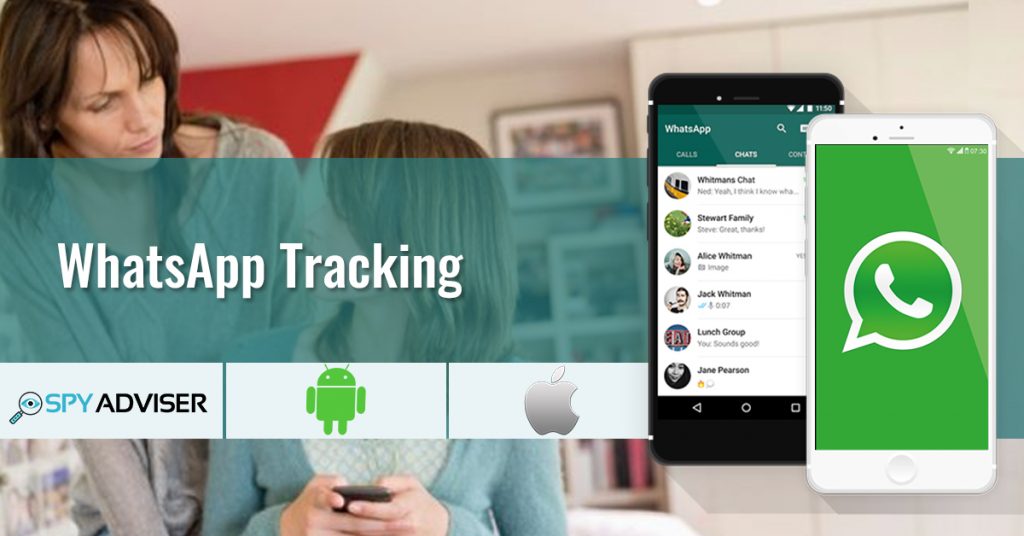 WhatsApp Tracking
SPY ADVISER
11:50
WhatsApp
CALLS CHATS CONT
Whitmans Chat
Ned: Yeah, I think I know wha...
Stewart Family
Steve: Great, thanks!
Alice Whitman
YES
Image
Jack Whitman
0:07
Lunch Group
You: Sounds good!
Jane Pearson
07:30